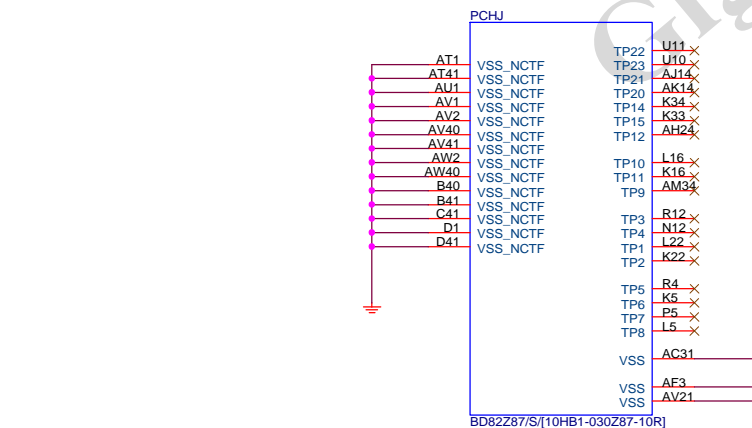 PCHJ
AT1 VSS_NCTF
AT41 VSS_NCTF
AU1 VSS_NCTF
AV1 VSS_NCTF
AV2 VSS_NCTF
AV40 VSS_NCTF
AV41 VSS_NCTF
AW2 VSS_NCTF
AW40 VSS_NCTF
B40 VSS_NCTF
B41 VSS_NCTF
C41 VSS_NCTF
D1 VSS_NCTF
D41 VSS_NCTF
TP22 U11
TP23 U10
TP21 AJ14
TP20 AK14
TP14 K34
TP15 K33
TP12 AH24
TP10 L16
TP11 K16
TP9 AM34
TP3 R12
TP4 N12
TP1 L22
TP2 K22
TP5 R4
TP6 K5
TP7 P5
TP8 L5
VSS AC31
VSS AF3
VSS AV21
BD82Z87/S/[10HB1-030Z87-10R]